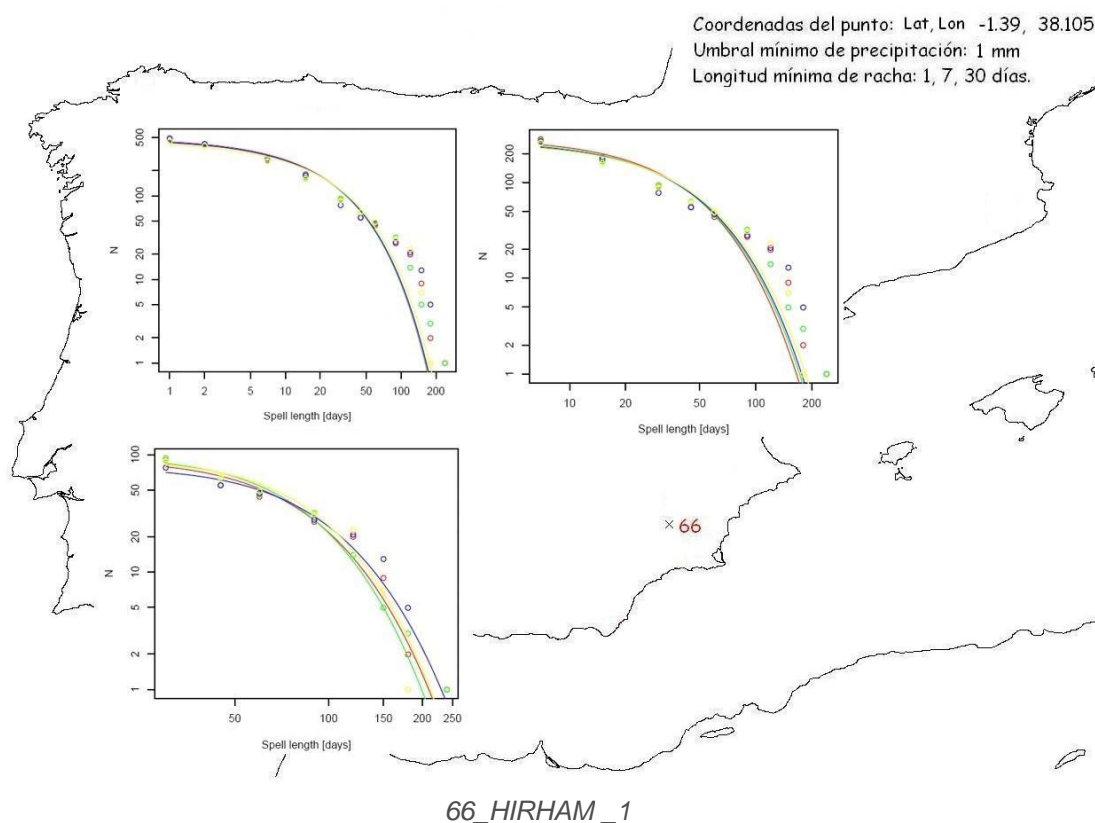 Coordenadas del punto: Lat, Lon -1.39, 38.105
Umbral mínimo de precipitación: 1 mm
Longitud mínima de racha: 1, 7, 30 días.
500
100
50
20
10
5
2
1
N
1 2 5 10 20 50 100 200
Spell length [days]
200
100
50
20
10
5
2
1
N
10 20 50 100 200
Spell length [days]
100
50
20
10
5
2
1
N
50 100 150 200 250
Spell length [days]
66
66_HIRHAM _1